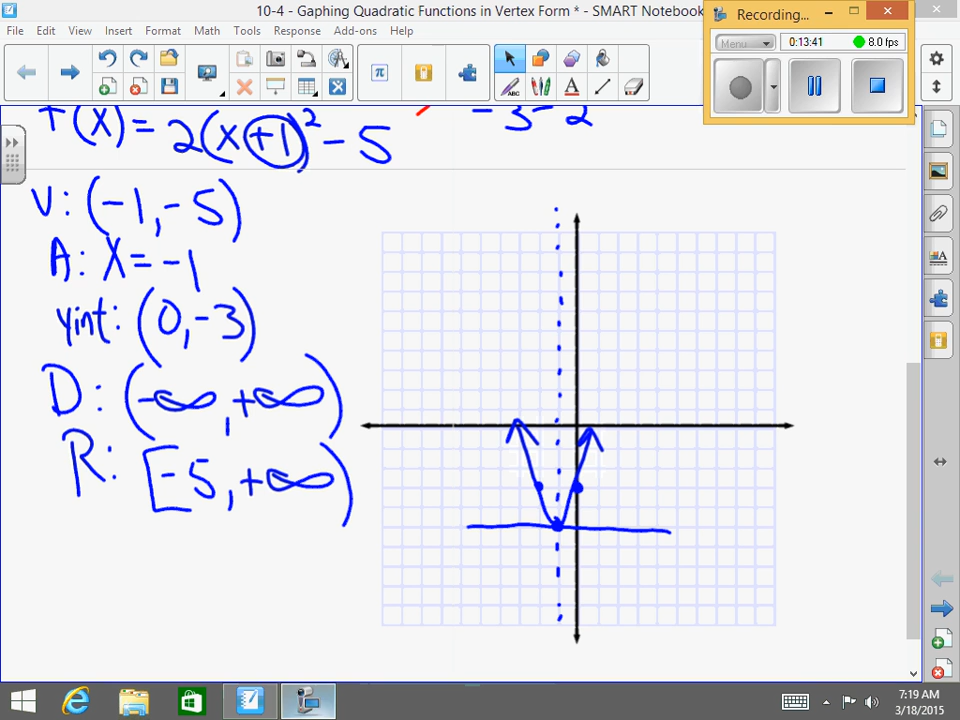 10-4 - Gaphing Quadratic Functions in Vertex Form * - SMART Notebook
Recording...
File Edit View Insert Format Math Tools Response Add-ons Help
Menu 0:13:41 8.0 fps
f(x) = 2(x+1)² - 5
-3 - 2
V: (-1, -5)
A: X = -1
yint: (0, -3)
D: (-∞, +∞)
R: [-5, +∞)
7:19 AM
3/18/2015